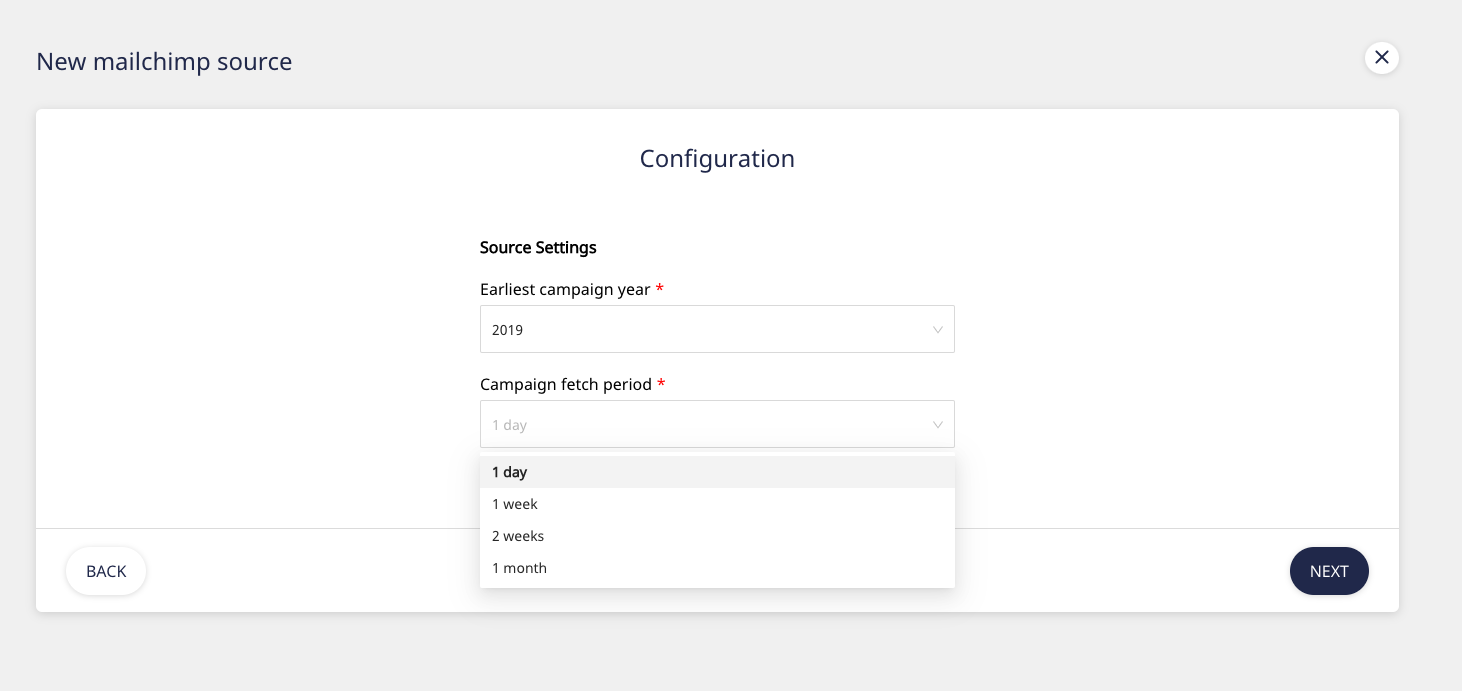 New mailchimp source
Configuration
Source Settings
Earliest campaign year *
2019
Campaign fetch period *
1 day
1 day
1 week
2 weeks
1 month
BACK
NEXT